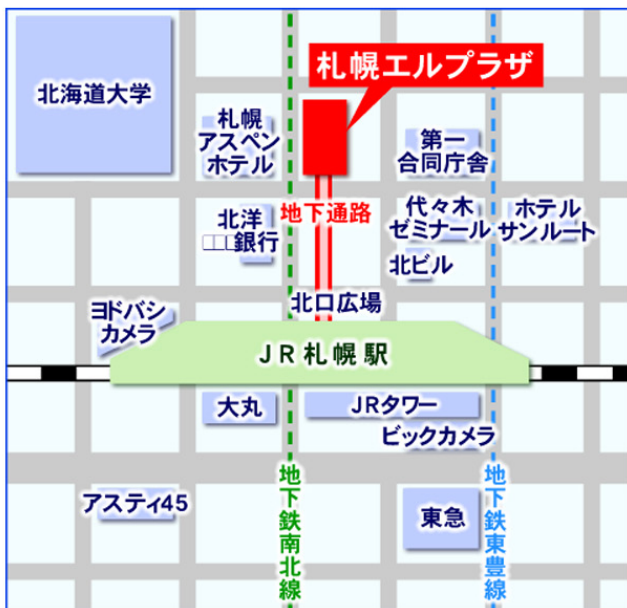 札幌エルプラザ
北海道大学
札幌
アスペン
ホテル
第一
合同庁舎
地下通路
北洋
銀行
代々木
ゼミナール
ホテル
サンルート
北ビル
北口広場
ヨドバシ
カメラ
JR札幌駅
大丸
JRタワー
ビックカメラ
アスティ45
東急
地下鉄南北線
地下鉄東豊線